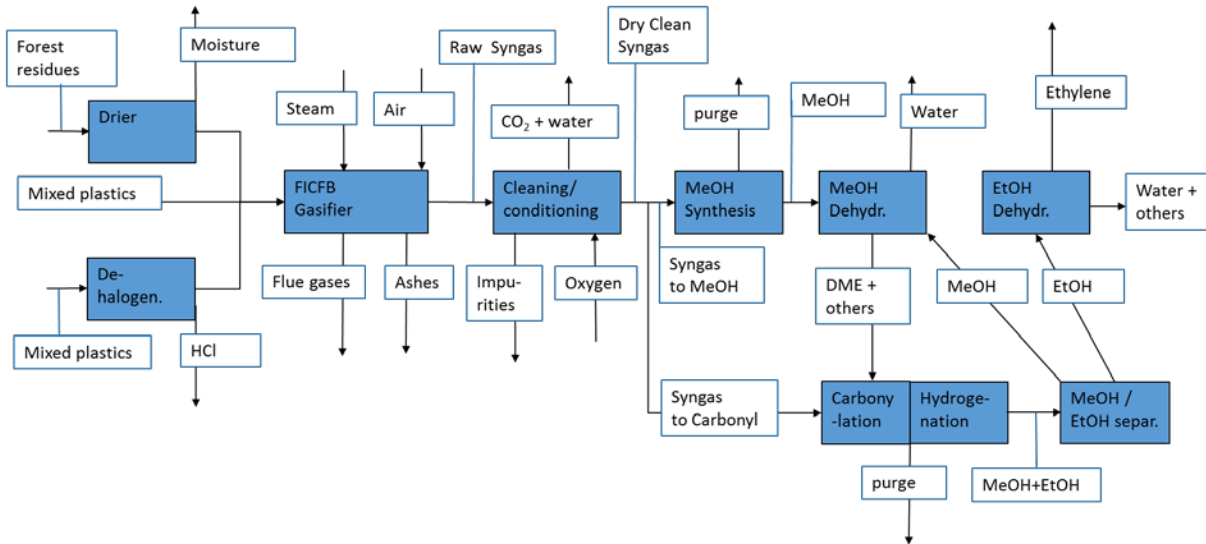 Forest
residues
Moisture
Drier
Mixed plastics
De-
halogen.
Mixed plastics
HCl
Steam
Air
FICFB
Gasifier
Flue gases
Ashes
Raw Syngas
CO₂ + water
Cleaning/
conditioning
Impu-
rities
Oxygen
Dry Clean
Syngas
purge
MeOH
MeOH
Synthesis
Syngas
to MeOH
Water
MeOH
Dehydr.
DME +
others
Ethylene
EtOH
Dehydr.
Water +
others
MeOH
EtOH
Syngas
to Carbonyl
Carbony
-lation
Hydroge-
nation
MeOH /
EtOH separ.
purge
MeOH+EtOH